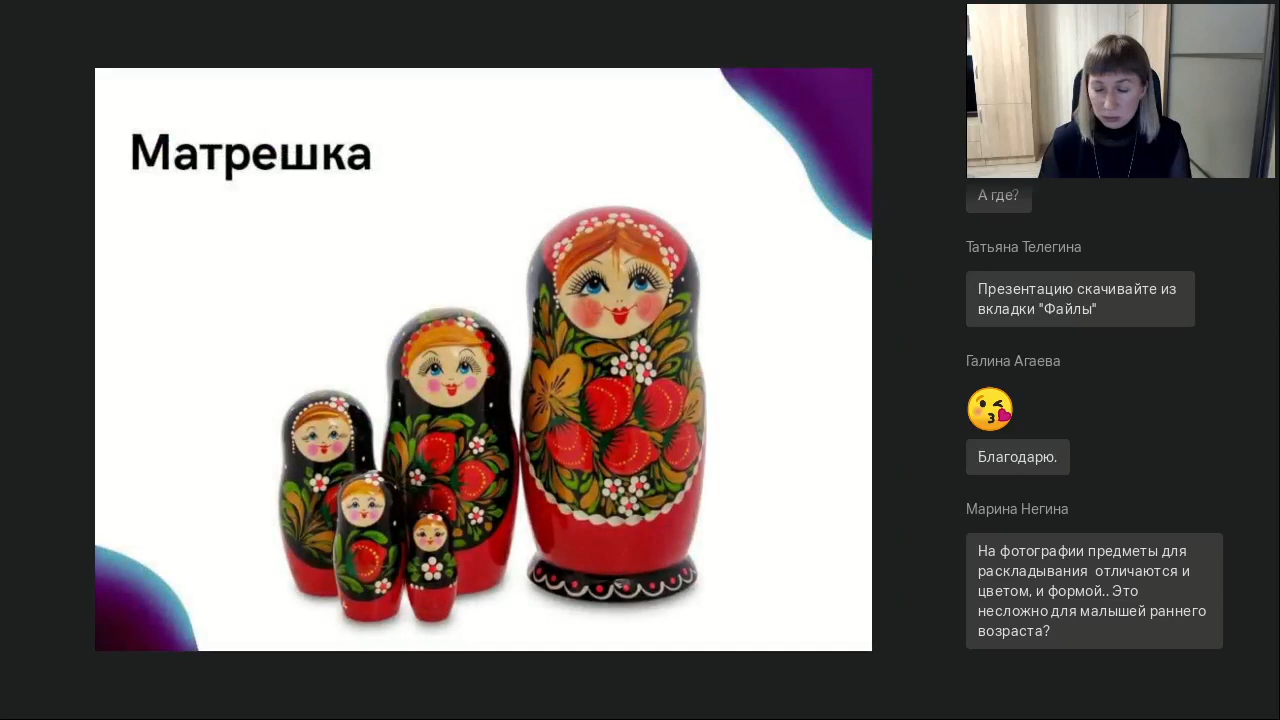 Матрешка
А где?
Татьяна Телегина
Презентацию скачивайте из
вкладки "Файлы"
Галина Агаева
Благодарю.
Марина Негина
На фотографии предметы для
раскладывания  отличаются и
цветом, и формой.. Это
несложно для малышей раннего
возраста?